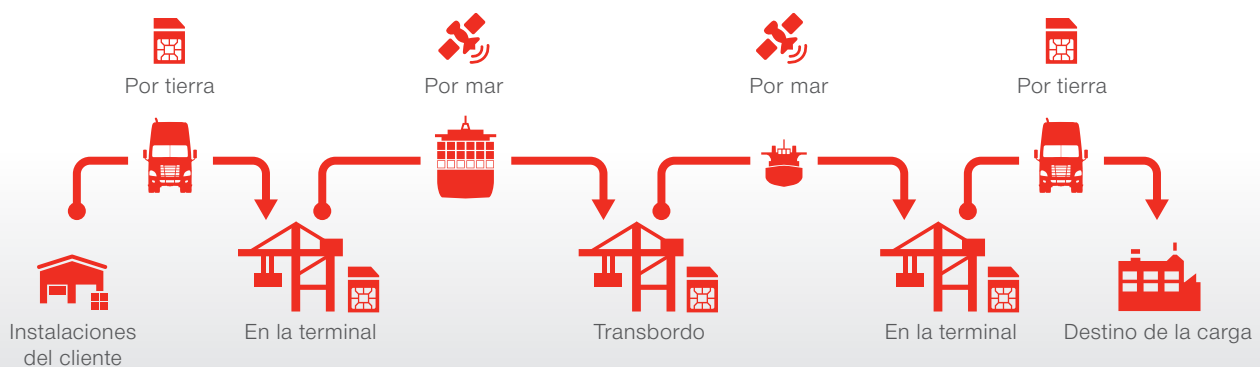 Por tierra
Por mar
Por mar
Por tierra
Instalaciones
del cliente
En la terminal
Transbordo
En la terminal
Destino de la carga